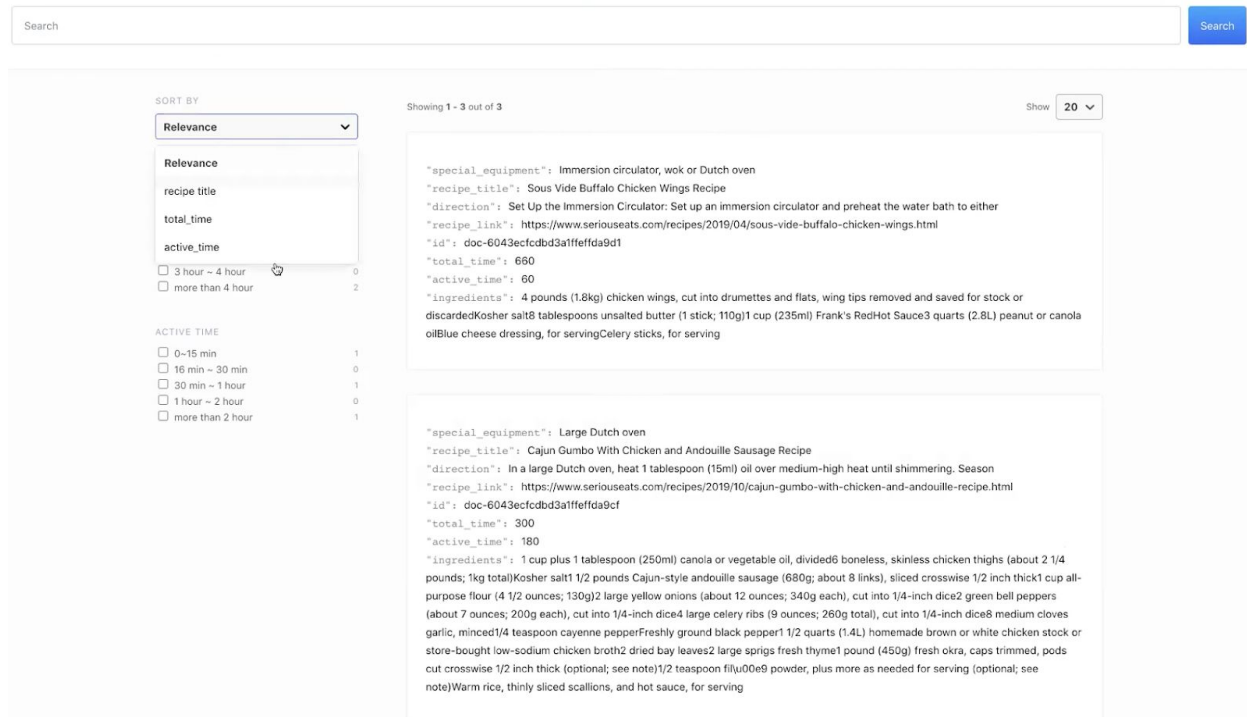 Search
Search
SORT BY
Relevance
Relevance
recipe title
total_time
active_time
3 hour ~ 4 hour 0
more than 4 hour 2
ACTIVE TIME
0~15 min 1
16 min ~ 30 min 0
30 min ~ 1 hour 1
1 hour ~ 2 hour 0
more than 2 hour 1
Showing 1 - 3 out of 3
Show 20
"special_equipment": Immersion circulator, wok or Dutch oven
"recipe_title": Sous Vide Buffalo Chicken Wings Recipe
"direction": Set Up the Immersion Circulator: Set up an immersion circulator and preheat the water bath to either
"recipe_link": https://www.seriouseats.com/recipes/2019/04/sous-vide-buffalo-chicken-wings.html
"id": doc-6043ecfcdbd3a1ffeffda9d1
"total_time": 660
"active_time": 60
"ingredients": 4 pounds (1.8kg) chicken wings, cut into drumettes and flats, wing tips removed and saved for stock or
discardedKosher salt8 tablespoons unsalted butter (1 stick; 110g)1 cup (235ml) Frank's RedHot Sauce3 quarts (2.8L) peanut or canola
oilBlue cheese dressing, for servingCelery sticks, for serving
"special_equipment": Large Dutch oven
"recipe_title": Cajun Gumbo With Chicken and Andouille Sausage Recipe
"direction": In a large Dutch oven, heat 1 tablespoon (15ml) oil over medium-high heat until shimmering. Season
"recipe_link": https://www.seriouseats.com/recipes/2019/10/cajun-gumbo-with-chicken-and-andouille-recipe.html
"id": doc-6043ecfcdbd3a1ffeffda9cf
"total_time": 300
"active_time": 180
"ingredients": 1 cup plus 1 tablespoon (250ml) canola or vegetable oil, divided6 boneless, skinless chicken thighs (about 2 1/4
pounds; 1kg total)Kosher salt1 1/2 pounds Cajun-style andouille sausage (680g; about 8 links), sliced crosswise 1/2 inch thick1 cup all-
purpose flour (4 1/2 ounces; 130g)2 large yellow onions (about 12 ounces; 340g each), cut into 1/4-inch dice2 green bell peppers
(about 7 ounces; 200g each), cut into 1/4-inch dice4 large celery ribs (9 ounces; 260g total), cut into 1/4-inch dice8 medium cloves
garlic, minced1/4 teaspoon cayenne pepperFreshly ground black pepper1 1/2 quarts (1.4L) homemade brown or white chicken stock or
store-bought low-sodium chicken broth2 dried bay leaves2 large sprigs fresh thyme1 pound (450g) fresh okra, caps trimmed, pods
cut crosswise 1/2 inch thick (optional; see note)1/2 teaspoon fil\u00e9 powder, plus more as needed for serving (optional; see
note)Warm rice, thinly sliced scallions, and hot sauce, for serving